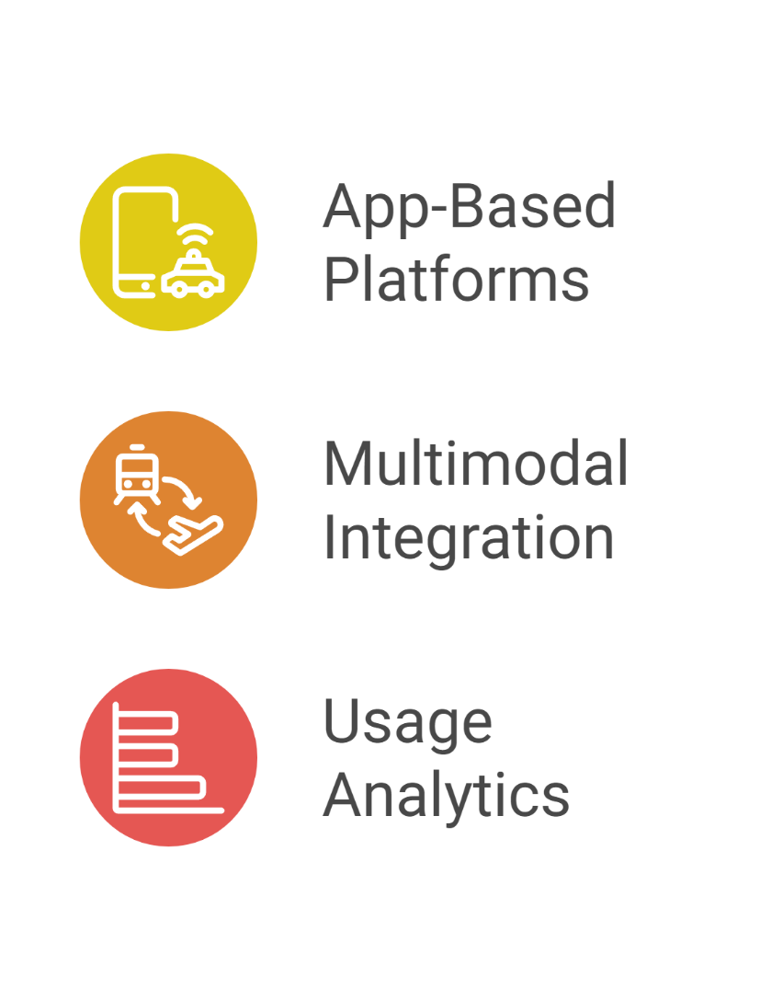 App-Based
Platforms
Multimodal
Integration
Usage
Analytics